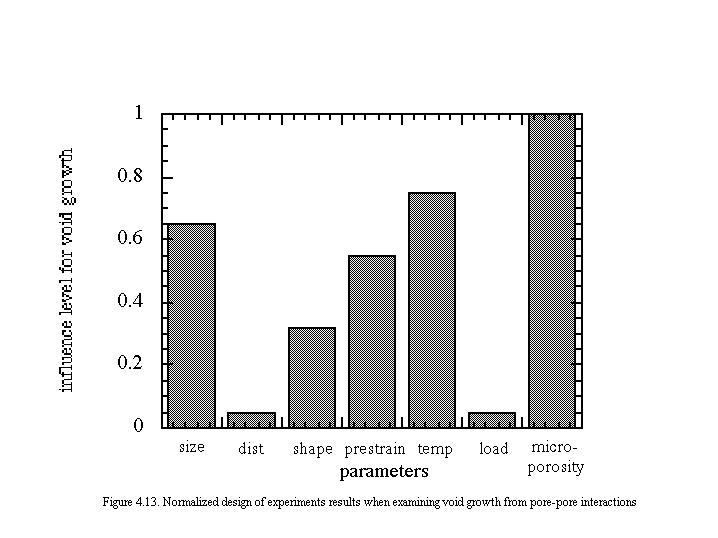 influence level for void growth
1
0.8
0.6
0.4
0.2
0
size dist shape prestrain temp load micro-
porosity
parameters
Figure 4.13. Normalized design of experiments results when examining void growth from pore-pore interactions